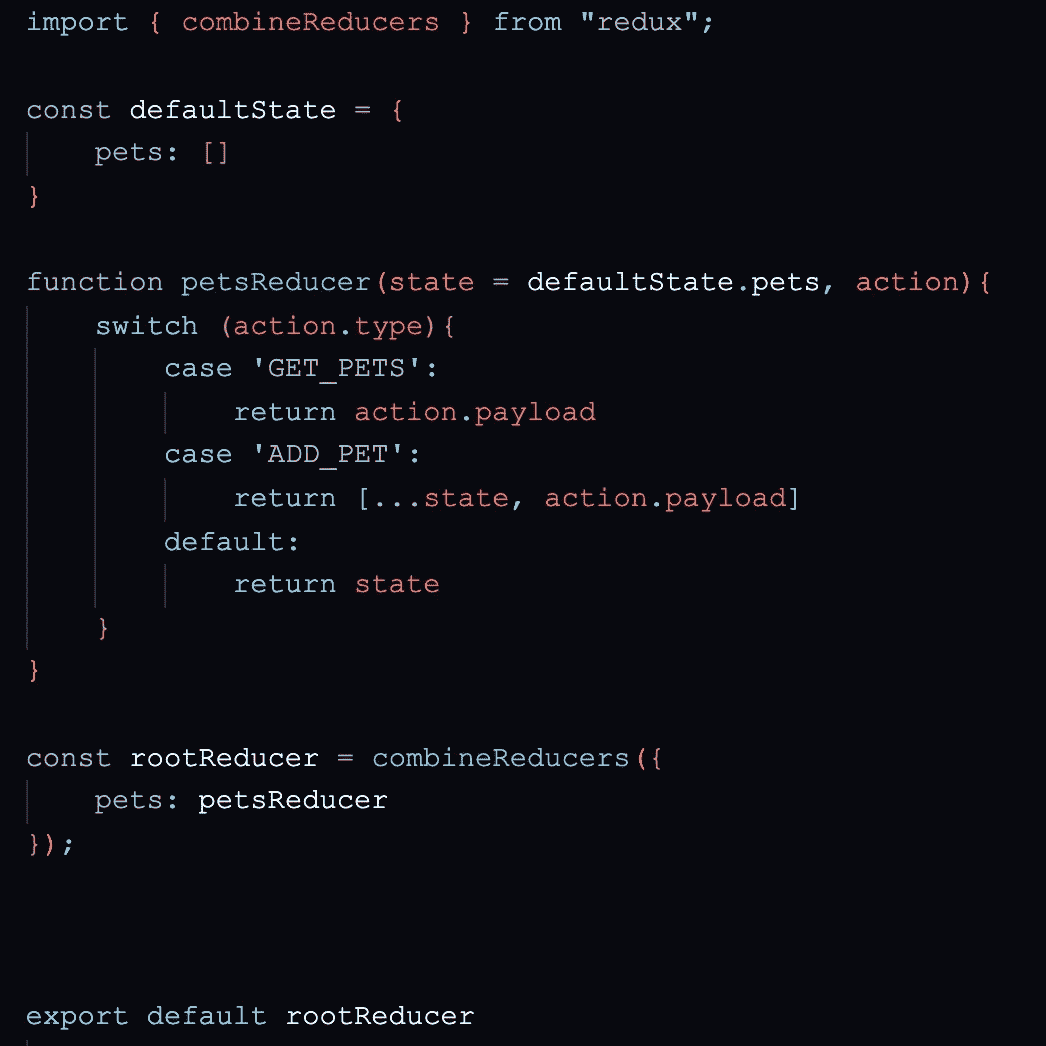 import { combineReducers } from "redux";
const defaultState = {
pets: []
}
function petsReducer(state = defaultState.pets, action){
switch (action.type){
case 'GET_PETS':
return action.payload
case 'ADD_PET':
return [...state, action.payload]
default:
return state
}
}
const rootReducer = combineReducers({
pets: petsReducer
});
export default rootReducer